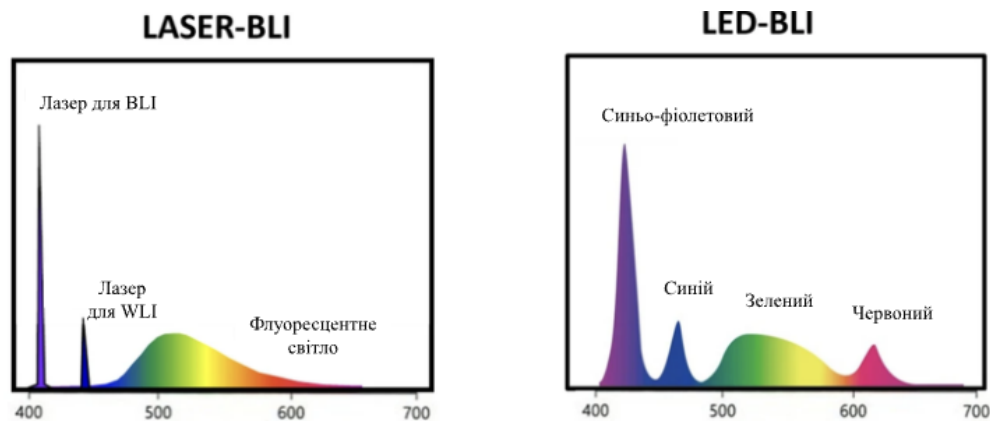 LASER-BLI
Лазер для BLI
Лазер
для WLI
Флуоресцентне
світло
400 500 600 700
LED-BLI
Синьо-фіолетовий
Синій
Зелений
Червоний
400 500 600 700